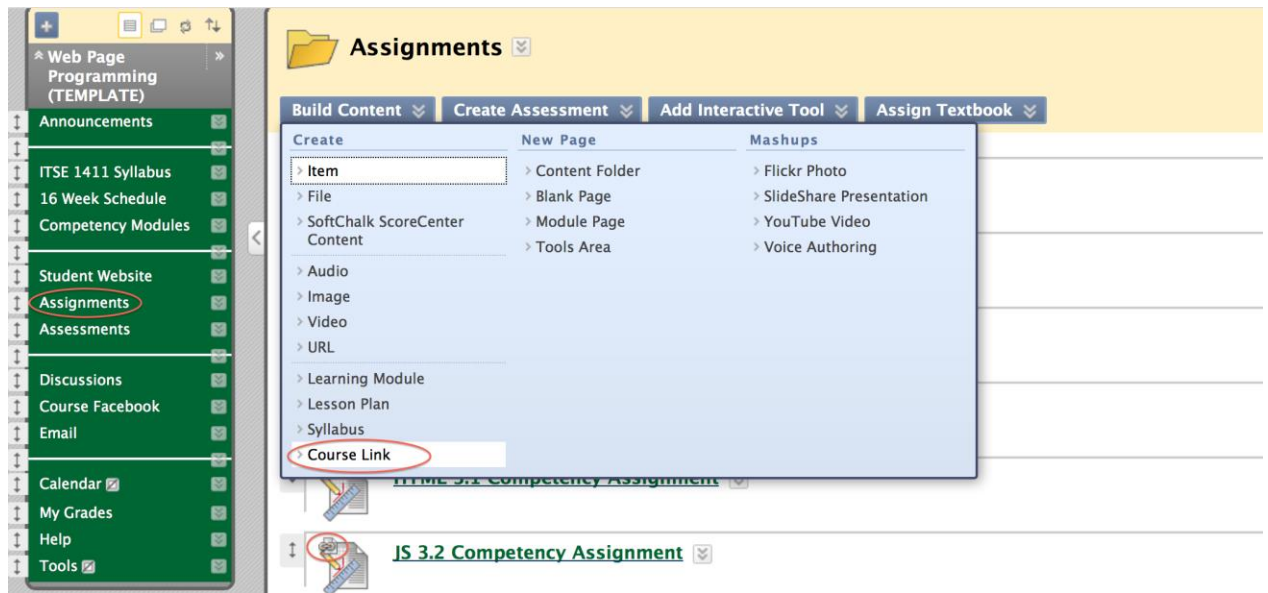 Web Page
Programming
(TEMPLATE)
Announcements
ITSE 1411 Syllabus
16 Week Schedule
Competency Modules
Student Website
Assignments
Assessments
Discussions
Course Facebook
Email
Calendar
My Grades
Help
Tools
Assignments
Build Content
Create Assessment
Add Interactive Tool
Assign Textbook
Create
Item
File
SoftChalk ScoreCenter
Content
Audio
Image
Video
URL
Learning Module
Lesson Plan
Syllabus
Course Link
New Page
Content Folder
Blank Page
Module Page
Tools Area
Mashups
Flickr Photo
SlideShare Presentation
YouTube Video
Voice Authoring
Competency Assignment
JS 3.2 Competency Assignment